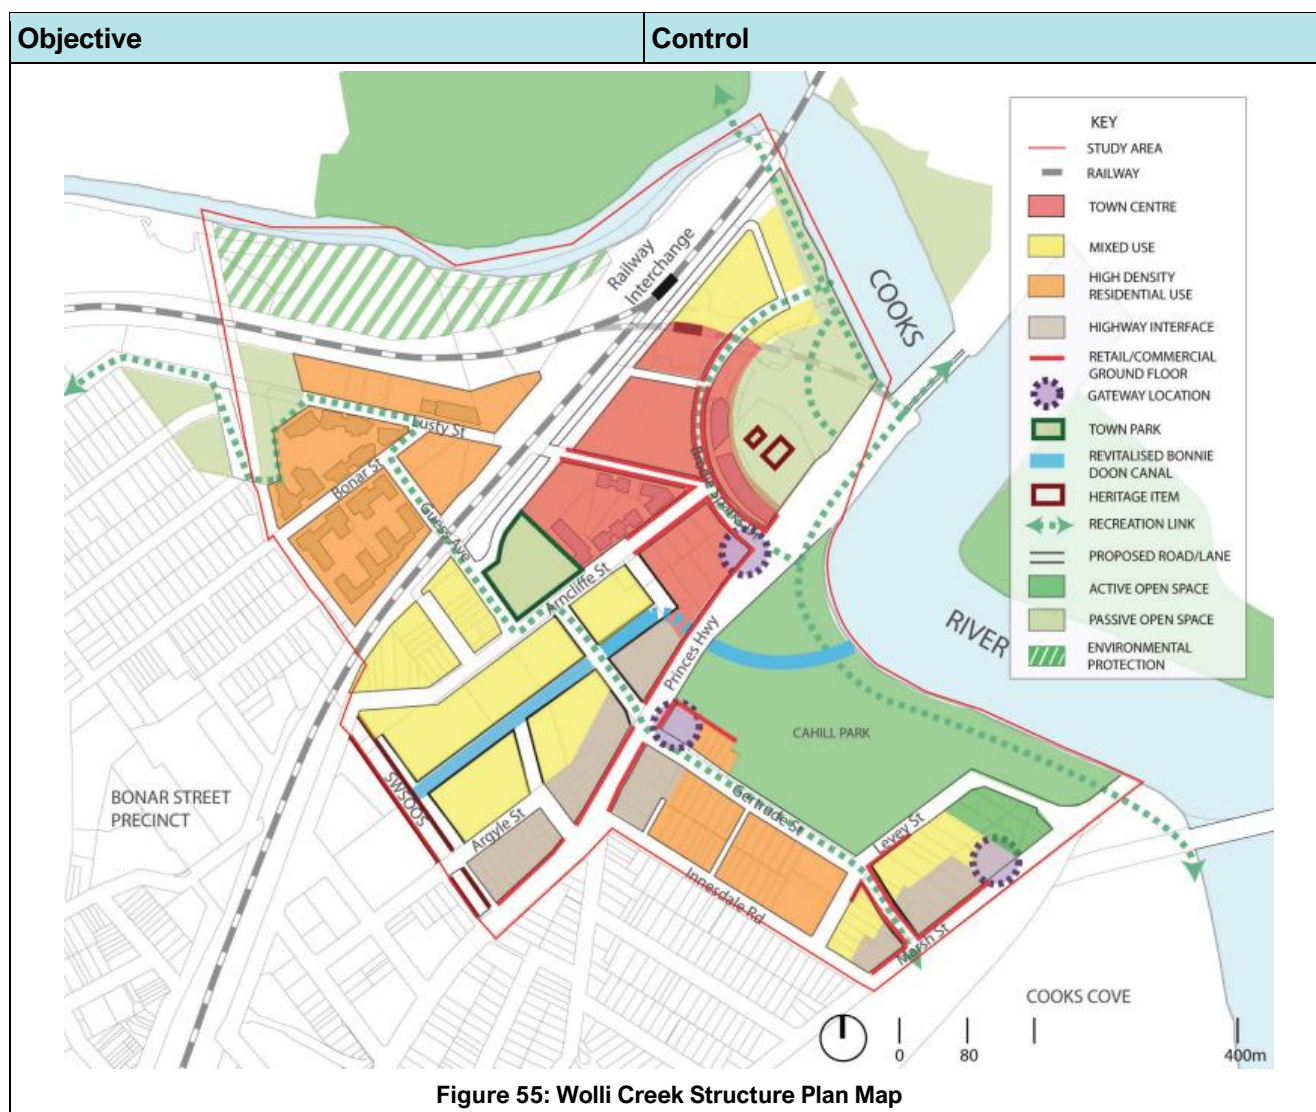 Objective
Control
KEY
STUDY AREA
RAILWAY
TOWN CENTRE
MIXED USE
HIGH DENSITY
RESIDENTIAL USE
HIGHWAY INTERFACE
RETAIL/COMMERCIAL
GROUND FLOOR
GATEWAY LOCATION
TOWN PARK
REVITALISED BONNIE
DOON CANAL
HERITAGE ITEM
RECREATION LINK
PROPOSED ROAD/LANE
ACTIVE OPEN SPACE
PASSIVE OPEN SPACE
ENVIRONMENTAL
PROTECTION
Railway
Interchange
COOKS
RIVER
Lusty St
Bonar St
Guess Ave
Brodie Sparks Dr
Arncliffe St
Princes Hwy
CAHILL PARK
SWSOOS
Argyle St
Gertrude St
Levey St
Innesdale Rd
Marsh St
BONAR STREET
PRECINCT
COOKS COVE
0
80
400m
Figure 55: Wolli Creek Structure Plan Map